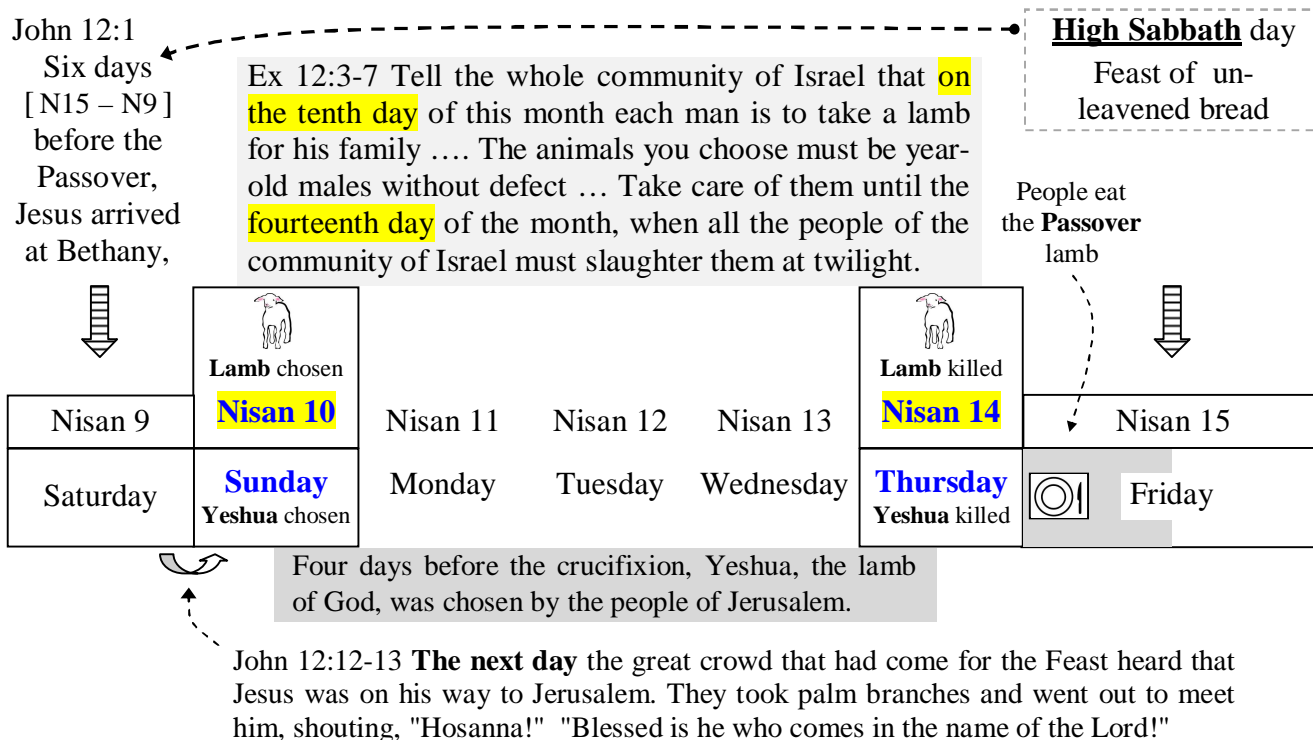 John 12:1
Six days
[ N15 – N9 ]
before the
Passover,
Jesus arrived
at Bethany,
Ex 12:3-7 Tell the whole community of Israel that on
the tenth day of this month each man is to take a lamb
for his family …. The animals you choose must be year-
old males without defect … Take care of them until the
fourteenth day of the month, when all the people of the
community of Israel must slaughter them at twilight.
High Sabbath day
Feast of un-
leavened bread
People eat
the Passover
lamb
Lamb chosen
Lamb killed
Nisan 9
Nisan 10
Nisan 11
Nisan 12
Nisan 13
Nisan 14
Nisan 15
Saturday
Sunday
Yeshua chosen
Monday
Tuesday
Wednesday
Thursday
Yeshua killed
Friday
Four days before the crucifixion, Yeshua, the lamb
of God, was chosen by the people of Jerusalem.
John 12:12-13 The next day the great crowd that had come for the Feast heard that
Jesus was on his way to Jerusalem. They took palm branches and went out to meet
him, shouting, "Hosanna!" "Blessed is he who comes in the name of the Lord!"